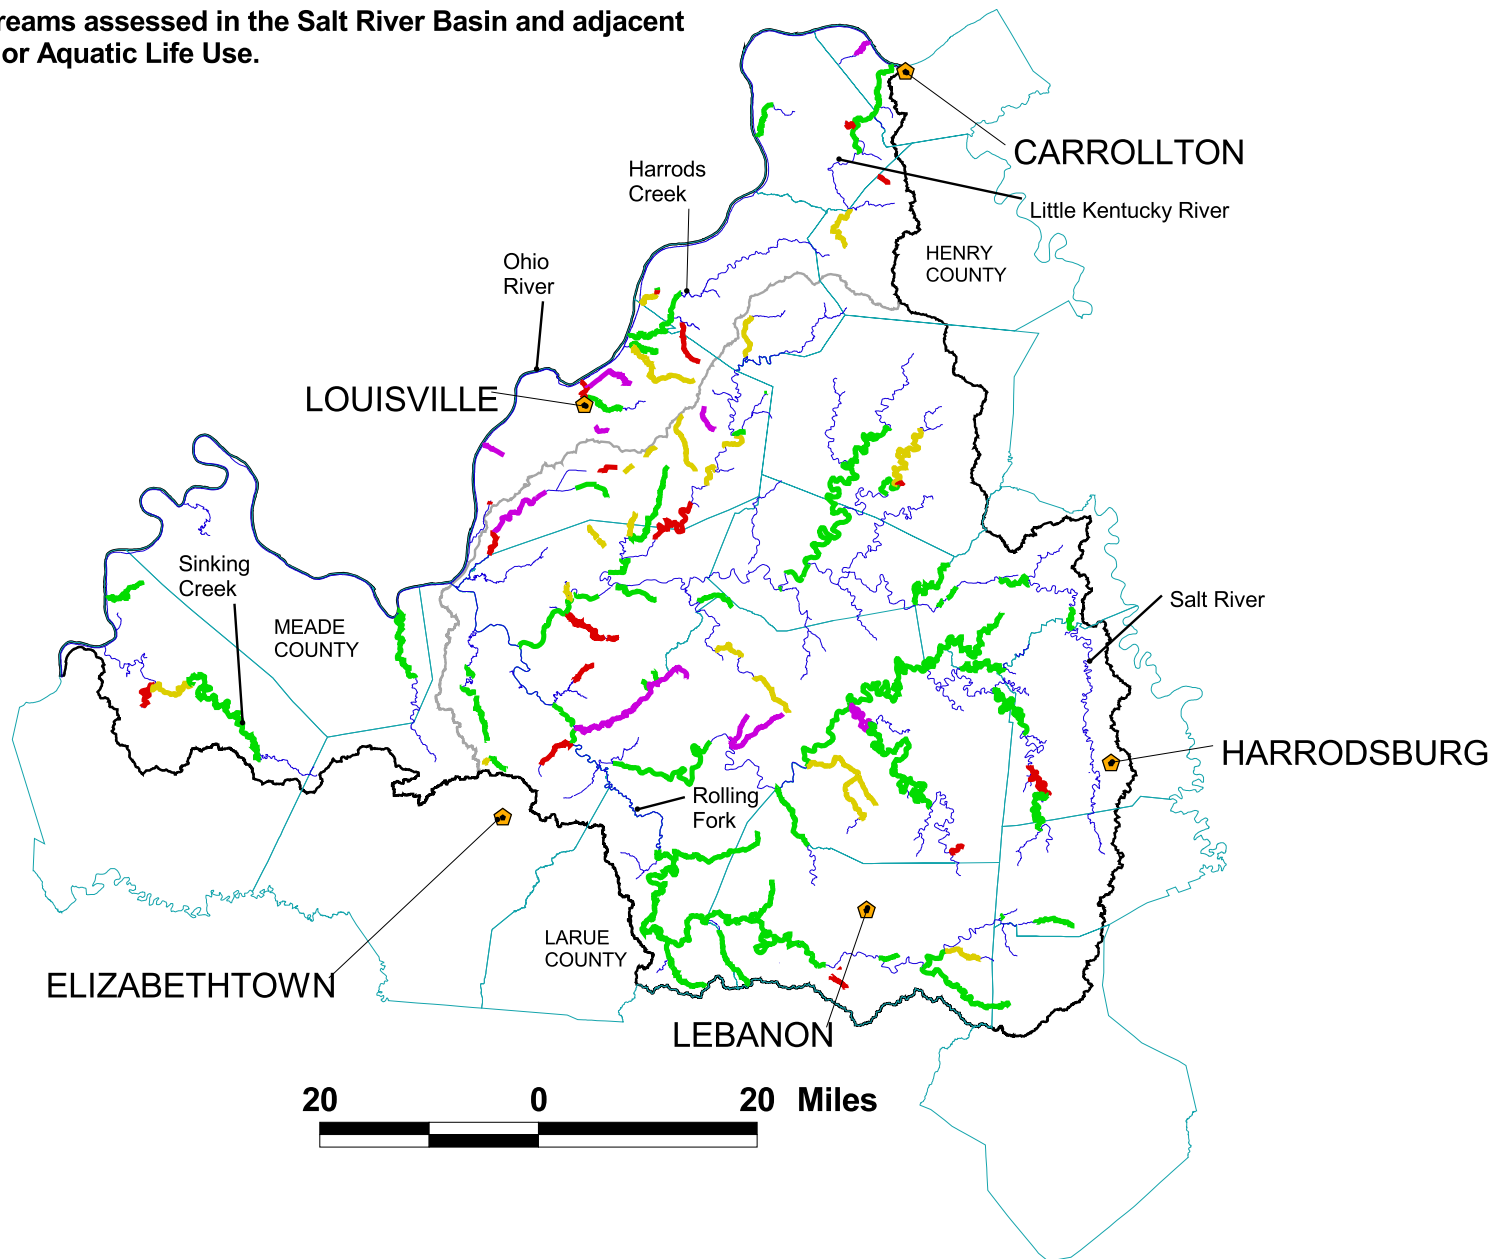 reams assessed in the Salt River Basin and adjacent
or Aquatic Life Use.
CARROLLTON
Harrods
Creek
Little Kentucky River
Ohio
River
HENRY
COUNTY
LOUISVILLE
Sinking
Creek
Salt River
MEADE
COUNTY
HARRODSBURG
Rolling
Fork
LARUE
COUNTY
ELIZABETHTOWN
LEBANON
20 0 20 Miles